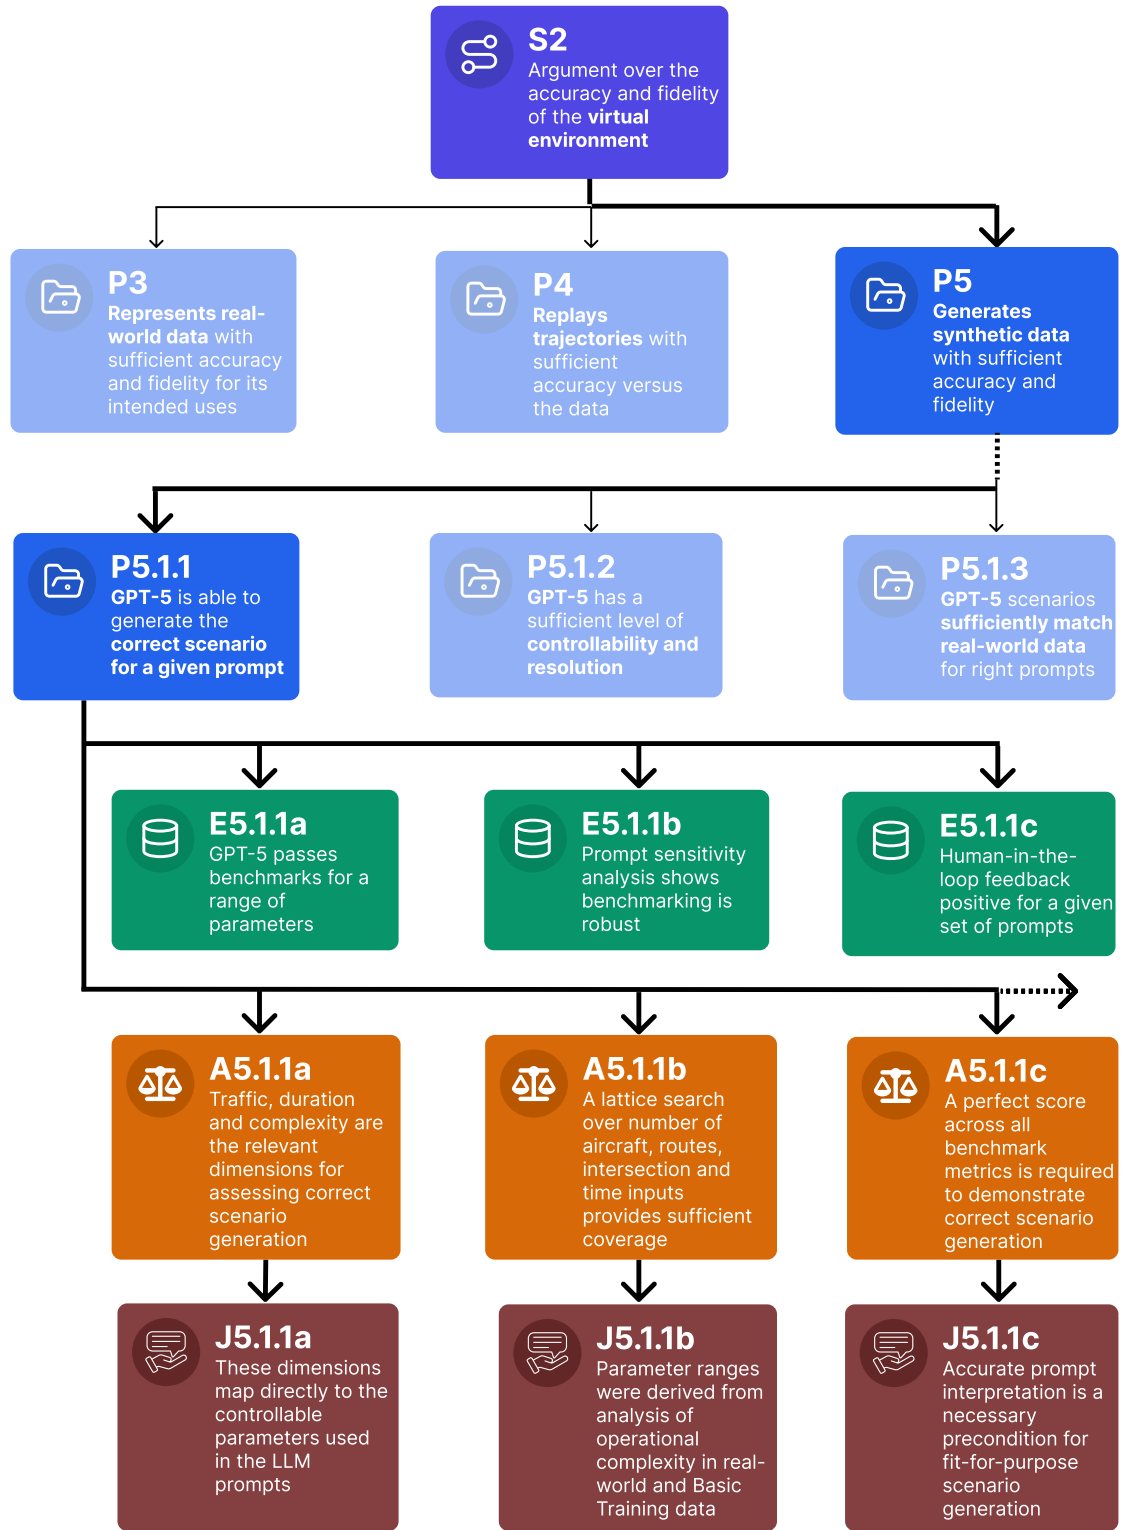 S2
Argument over the
accuracy and fidelity
of the virtual
environment
P3
Represents real-
world data with
sufficient accuracy
and fidelity for its
intended uses
P4
Replays
trajectories with
sufficient
accuracy versus
the data
P5
Generates
synthetic data
with sufficient
accuracy and
fidelity
P5.1.1
GPT-5 is able to
generate the
correct scenario
for a given prompt
P5.1.2
GPT-5 has a
sufficient level of
controllability and
resolution
P5.1.3
GPT-5 scenarios
sufficiently match
real-world data
for right prompts
E5.1.1a
GPT-5 passes
benchmarks for a
range of
parameters
E5.1.1b
Prompt sensitivity
analysis shows
benchmarking is
robust
E5.1.1c
Human-in-the-
loop feedback
positive for a given
set of prompts
A5.1.1a
Traffic, duration
and complexity are
the relevant
dimensions for
assessing correct
scenario
generation
A5.1.1b
A lattice search
over number of
aircraft, routes,
intersection and
time inputs
provides sufficient
coverage
A5.1.1c
A perfect score
across all
benchmark
metrics is required
to demonstrate
correct scenario
generation
J5.1.1a
These dimensions
map directly to the
controllable
parameters used
in the LLM
prompts
J5.1.1b
Parameter ranges
were derived from
analysis of
operational
complexity in real-
world and Basic
Training data
J5.1.1c
Accurate prompt
interpretation is a
necessary
precondition for
fit-for-purpose
scenario
generation